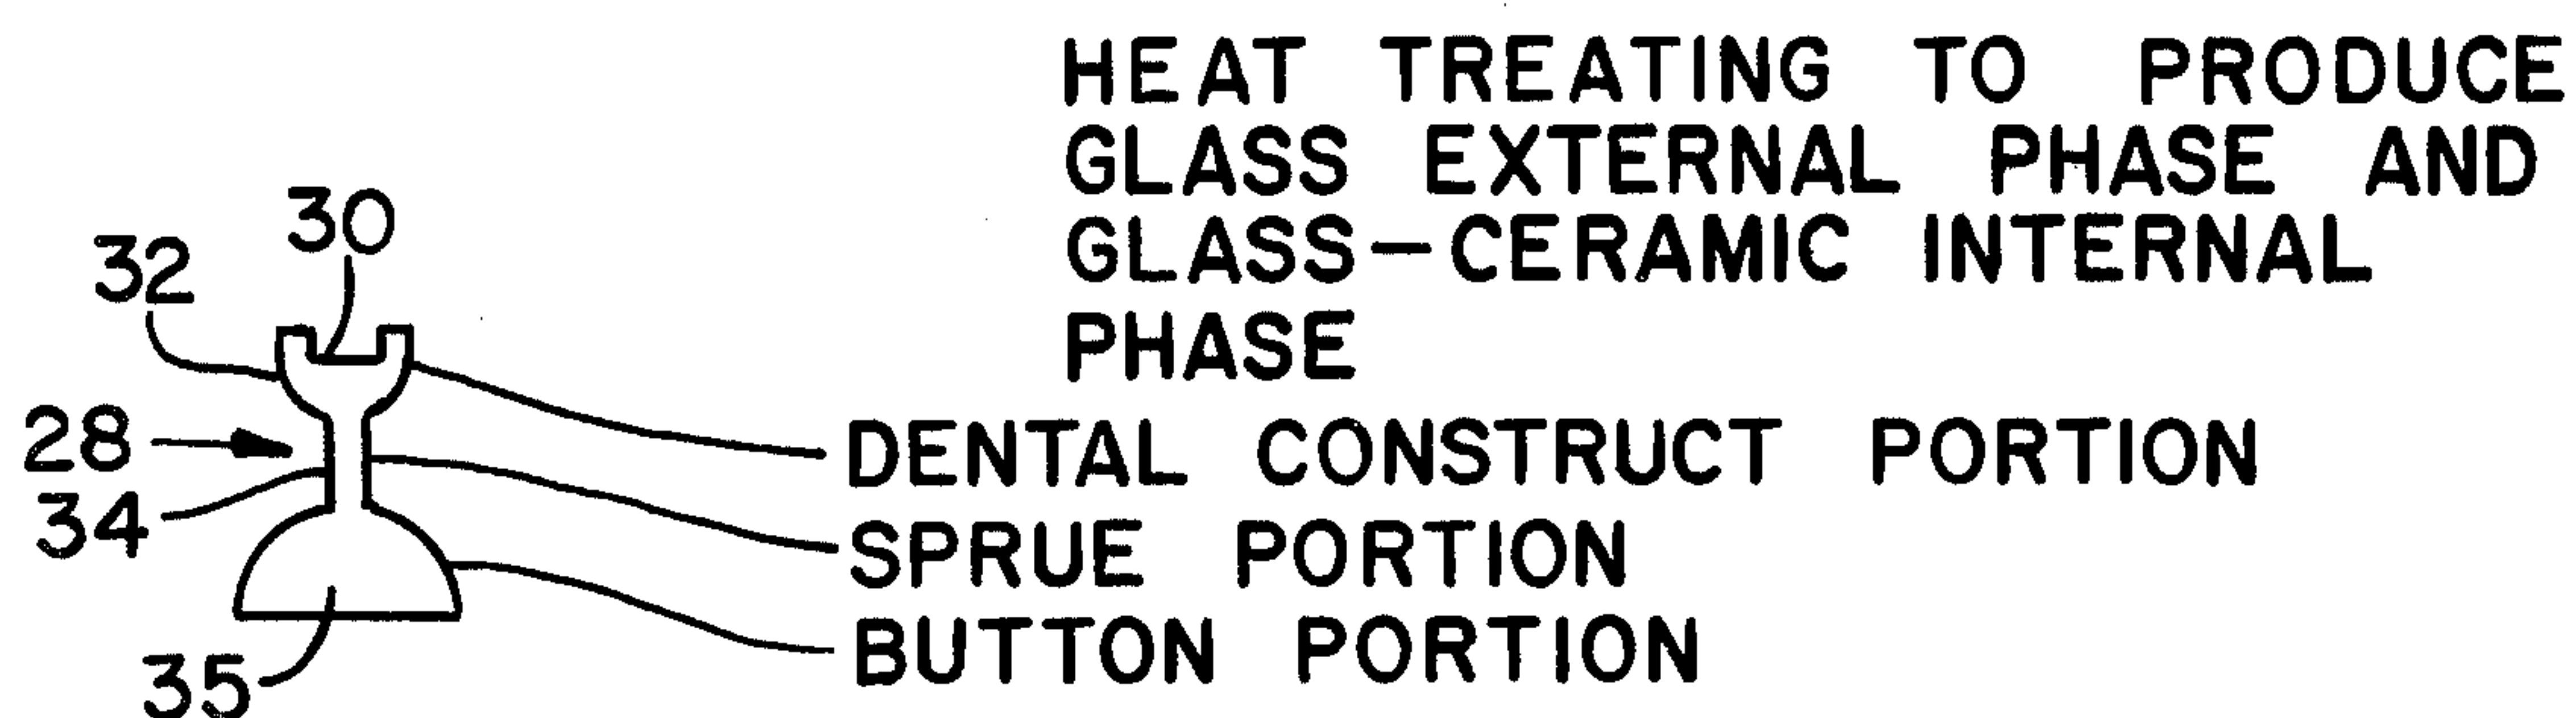 HEAT TREATING TO PRODUCE
GLASS EXTERNAL PHASE AND
GLASS-CERAMIC INTERNAL
PHASE
30
32
28
34
35
DENTAL CONSTRUCT PORTION
SPRUE PORTION
BUTTON PORTION